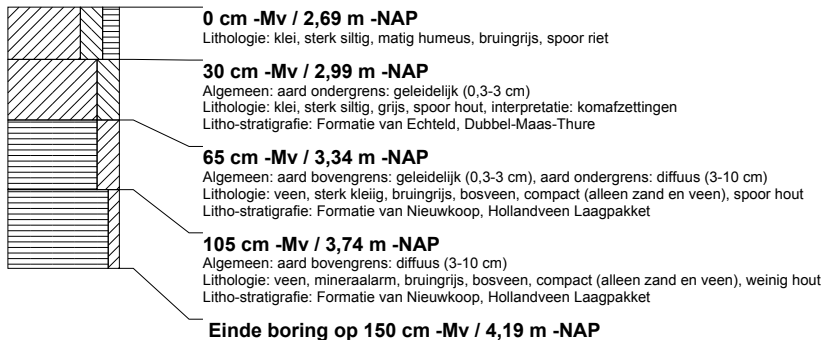 0 cm -Mv / 2,69 m -NAP
Lithologie: klei, sterk siltig, matig humeus, bruingrijs, spoor riet
30 cm -Mv / 2,99 m -NAP
Algemeen: aard ondergrens: geleidelijk (0,3-3 cm)
Lithologie: klei, sterk siltig, grijs, spoor hout, interpretatie: komafzettingen
Litho-stratigrafie: Formatie van Echteld, Dubbel-Maas-Thure
65 cm -Mv / 3,34 m -NAP
Algemeen: aard bovengrens: geleidelijk (0,3-3 cm), aard ondergrens: diffuus (3-10 cm)
Lithologie: veen, sterk kleiig, bruingrijs, bosveen, compact (alleen zand en veen), spoor hout
Litho-stratigrafie: Formatie van Nieuwkoop, Hollandveen Laagpakket
105 cm -Mv / 3,74 m -NAP
Algemeen: aard bovengrens: diffuus (3-10 cm)
Lithologie: veen, mineraalarm, bruingrijs, bosveen, compact (alleen zand en veen), weinig hout
Litho-stratigrafie: Formatie van Nieuwkoop, Hollandveen Laagpakket
Einde boring op 150 cm -Mv / 4,19 m -NAP